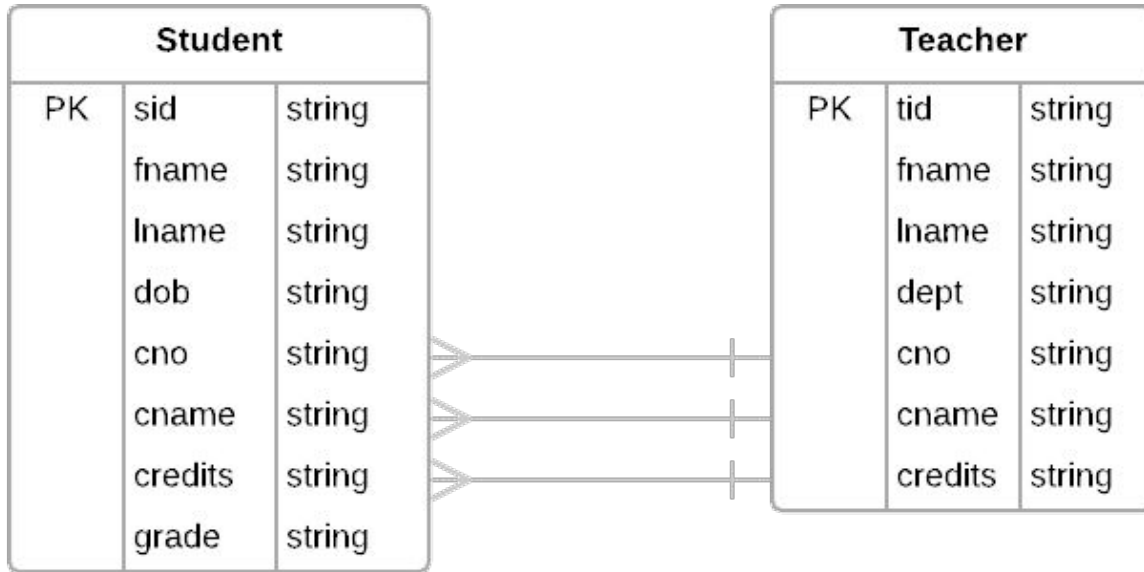 Student
PK sid string
fname string
lname string
dob string
cno string
cname string
credits string
grade string
Teacher
PK tid string
fname string
lname string
dept string
cno string
cname string
credits string